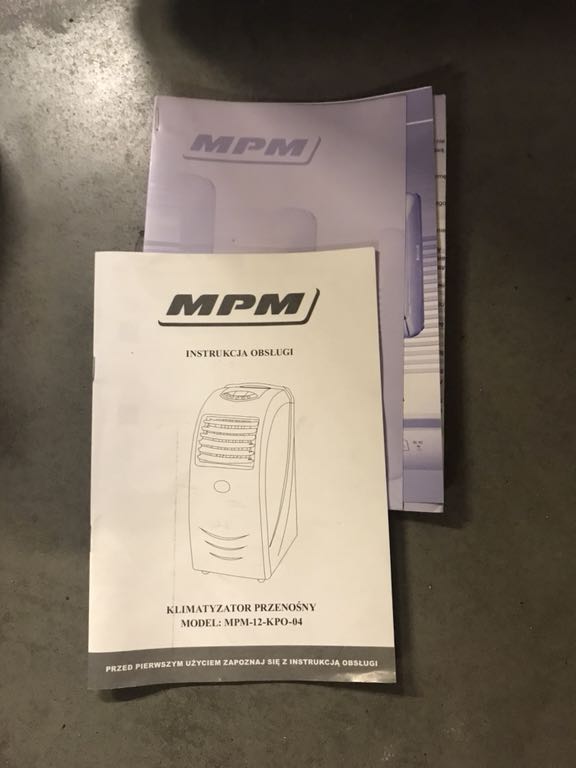 MPM
MPM
INSTRUKCJA OBSŁUGI
KLIMATYZATOR PRZENOŚNY
MODEL: MPM-12-KPO-04
PRZED PIERWSZYM UŻYCIEM ZAPOZNAJ SIĘ Z INSTRUKCJĄ OBSŁUGI